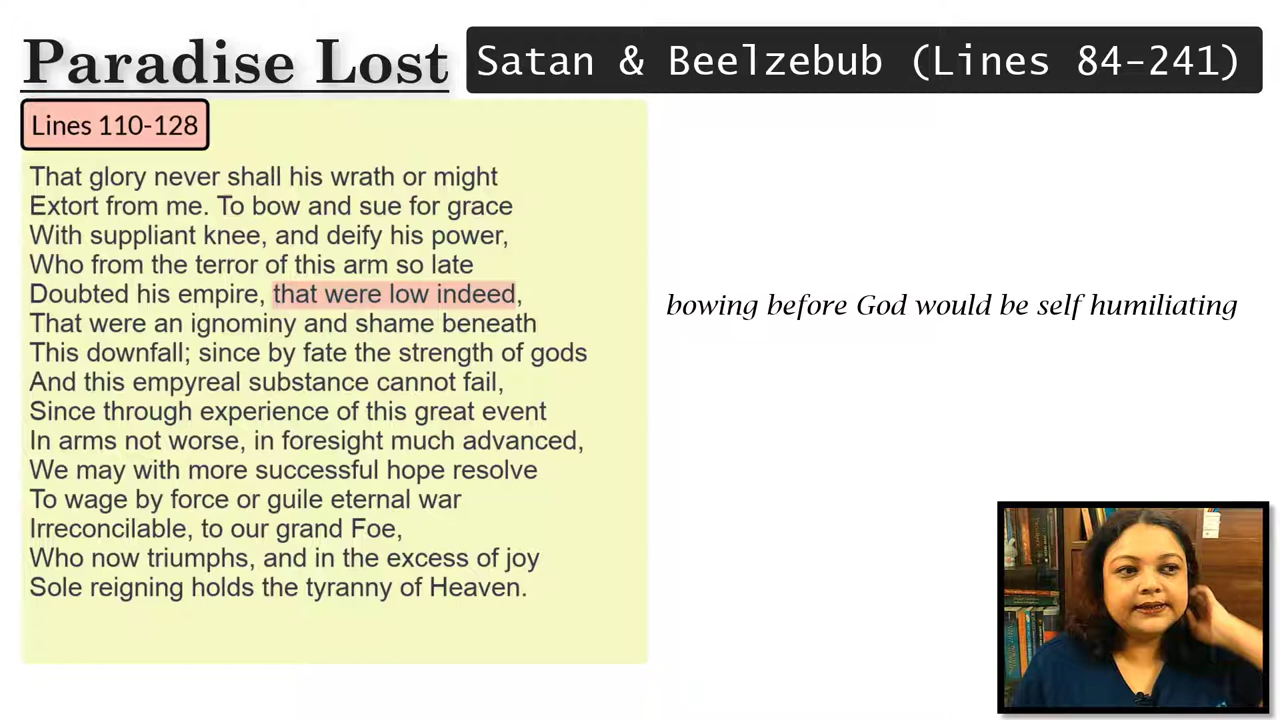 Paradise Lost
Satan & Beelzebub (Lines 84-241)
Lines 110-128
That glory never shall his wrath or might
Extort from me. To bow and sue for grace
With suppliant knee, and deify his power,
Who from the terror of this arm so late
Doubted his empire, that were low indeed,
That were an ignominy and shame beneath
This downfall; since by fate the strength of gods
And this empyreal substance cannot fail,
Since through experience of this great event
In arms not worse, in foresight much advanced,
We may with more successful hope resolve
To wage by force or guile eternal war
Irreconcilable, to our grand Foe,
Who now triumphs, and in the excess of joy
Sole reigning holds the tyranny of Heaven.
bowing before God would be self humiliating